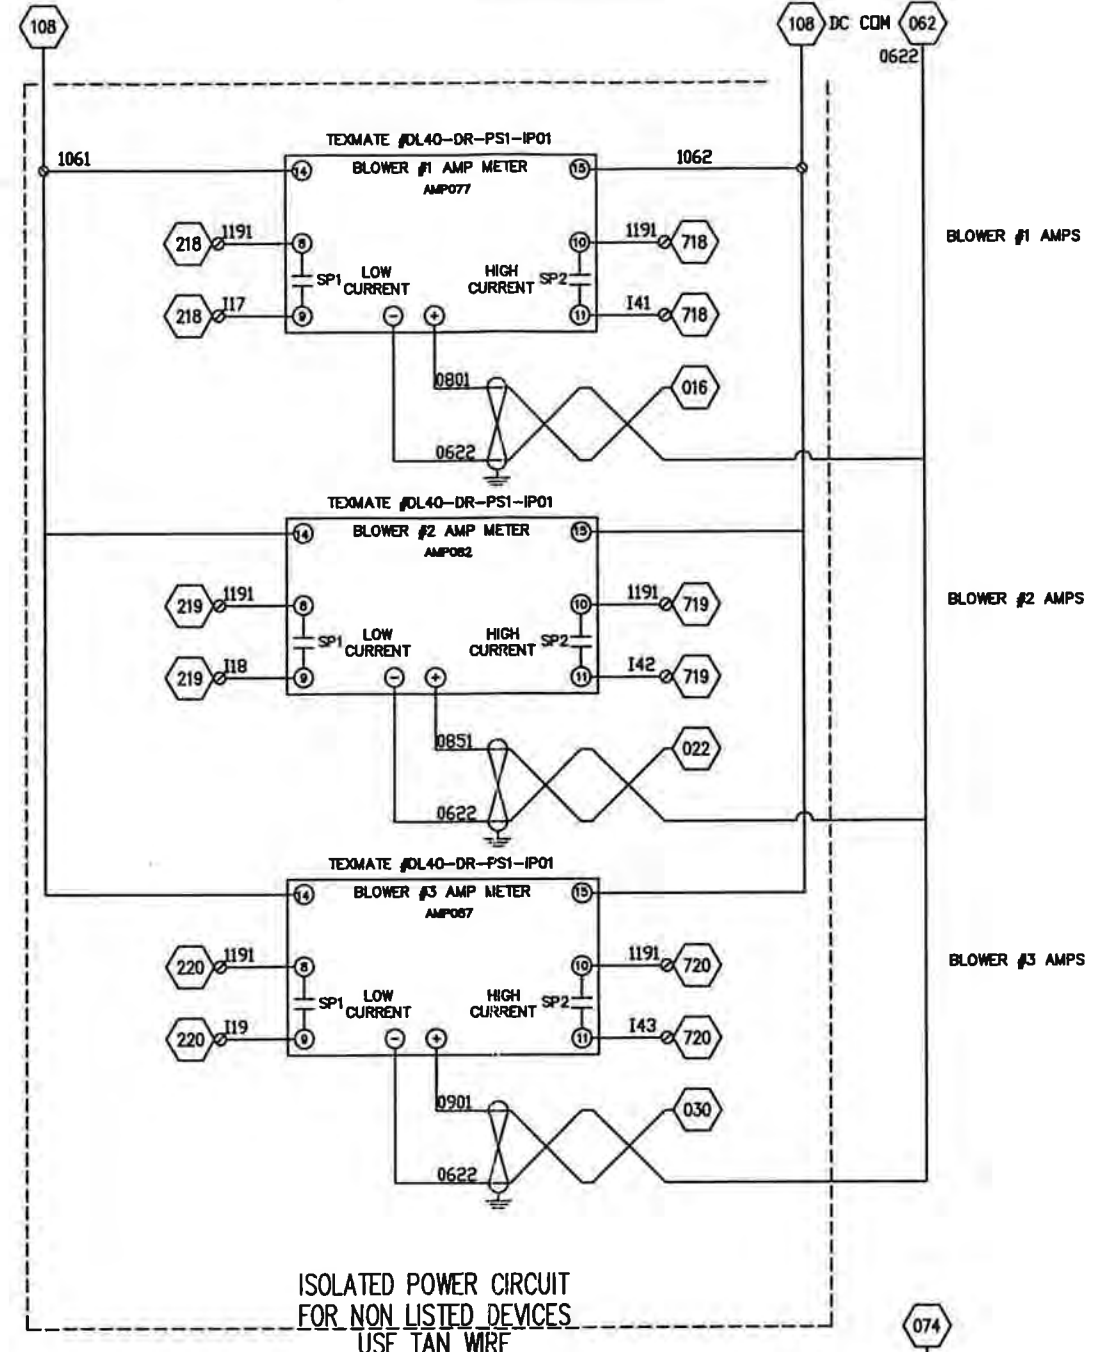 108
108 DC COM 062
0622
TEXMATE #DL40-DR-PS1-IP01
1061
14 BLOWER #1 AMP METER 15
1062
AMP077
218 1191 8
10 1191 718
BLOWER #1 AMPS
SP1 LOW CURRENT
HIGH CURRENT SP2
218 I17 9
− +
11 I41 718
0801
016
0622
TEXMATE #DL40-DR-PS1-IP01
14 BLOWER #2 AMP METER 15
AMP082
219 1191 8
10 1191 719
BLOWER #2 AMPS
SP1 LOW CURRENT
HIGH CURRENT SP2
219 I18 9
− +
11 I42 719
0851
022
0622
TEXMATE #DL40-DR-PS1-IP01
14 BLOWER #3 AMP METER 15
AMP087
220 1191 8
10 1191 720
BLOWER #3 AMPS
SP1 LOW CURRENT
HIGH CURRENT SP2
220 I19 9
− +
11 I43 720
0901
030
0622
ISOLATED POWER CIRCUIT
FOR NON LISTED DEVICES
USE TAN WIRE
074